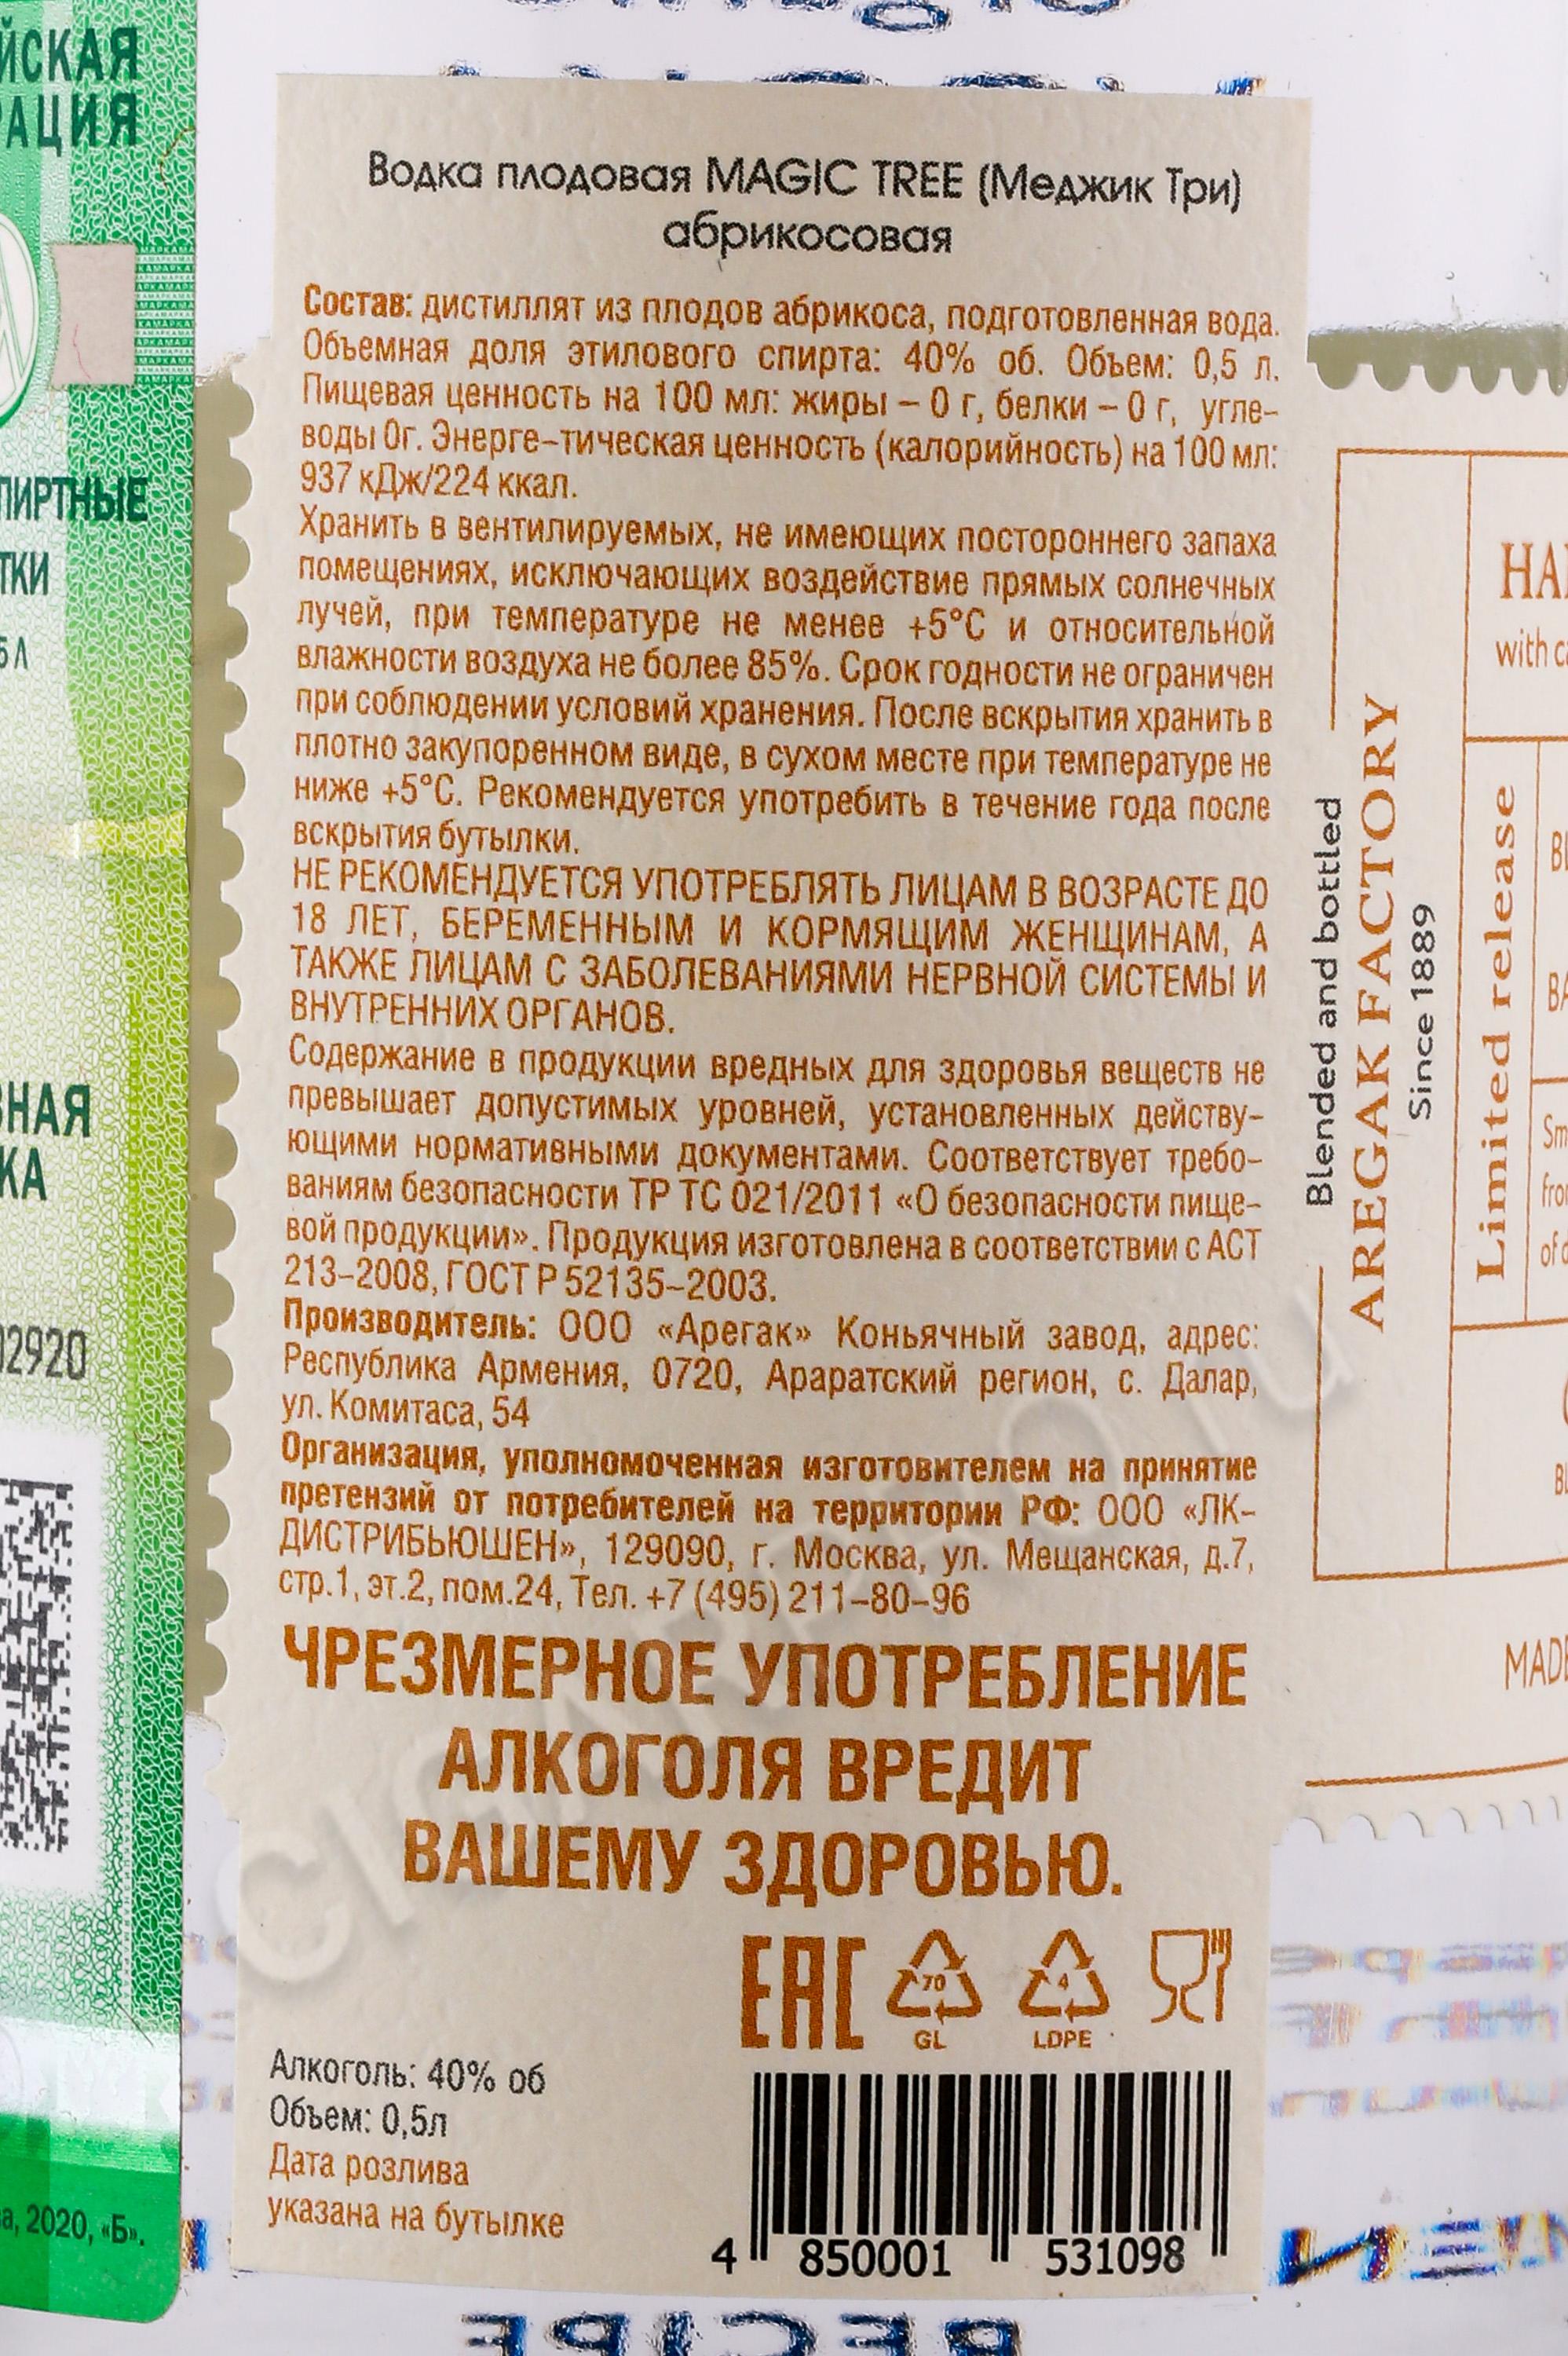 ЙСКАЯ
РАЦИЯ
ПИРТНЫЕ
ТКИ
5Л
ВНАЯ
КА
02920
а, 2020, «Б».
Водка плодовая MAGIC TREE (Меджик Три)
абрикосовая
Состав: дистиллят из плодов абрикоса, подготовленная вода.
Объемная доля этилового спирта: 40% об. Объем: 0,5 л.
Пищевая ценность на 100 мл: жиры – 0 г, белки – 0 г, угле-
воды 0г. Энерге-тическая ценность (калорийность) на 100 мл:
937 кДж/224 ккал.
Хранить в вентилируемых, не имеющих постороннего запаха
помещениях, исключающих воздействие прямых солнечных
лучей, при температуре не менее +5°С и относительной
влажности воздуха не более 85%. Срок годности не ограничен
при соблюдении условий хранения. После вскрытия хранить в
плотно закупоренном виде, в сухом месте при температуре не
ниже +5°С. Рекомендуется употребить в течение года после
вскрытия бутылки.
НЕ РЕКОМЕНДУЕТСЯ УПОТРЕБЛЯТЬ ЛИЦАМ В ВОЗРАСТЕ ДО
18 ЛЕТ, БЕРЕМЕННЫМ И КОРМЯЩИМ ЖЕНЩИНАМ, А
ТАКЖЕ ЛИЦАМ С ЗАБОЛЕВАНИЯМИ НЕРВНОЙ СИСТЕМЫ И
ВНУТРЕННИХ ОРГАНОВ.
Содержание в продукции вредных для здоровья веществ не
превышает допустимых уровней, установленных действу-
ющими нормативными документами. Соответствует требо-
ваниям безопасности ТР ТС 021/2011 «О безопасности пище-
вой продукции». Продукция изготовлена в соответствии с АСТ
213-2008, ГОСТ Р 52135-2003.
Производитель: ООО «Арегак» Коньячный завод, адрес:
Республика Армения, 0720, Араратский регион, с. Далар,
ул. Комитаса, 54
Организация, уполномоченная изготовителем на принятие
претензий от потребителей на территории РФ: ООО «ЛК-
ДИСТРИБЬЮШЕН», 129090, г. Москва, ул. Мещанская, д.7,
стр.1, эт.2, пом.24, Тел. +7 (495) 211-80-96
ЧРЕЗМЕРНОЕ УПОТРЕБЛЕНИЕ
АЛКОГОЛЯ ВРЕДИТ
ВАШЕМУ ЗДОРОВЬЮ.
EAC
70
GL
4
LDPE
Алкоголь: 40% об
Объем: 0,5л
Дата розлива
указана на бутылке
4 850001 531098
Blended and bottled
AREGAK FACTORY
Since 1889
Limited release
HA
with c
BA
Sm
fro
of d
MADE